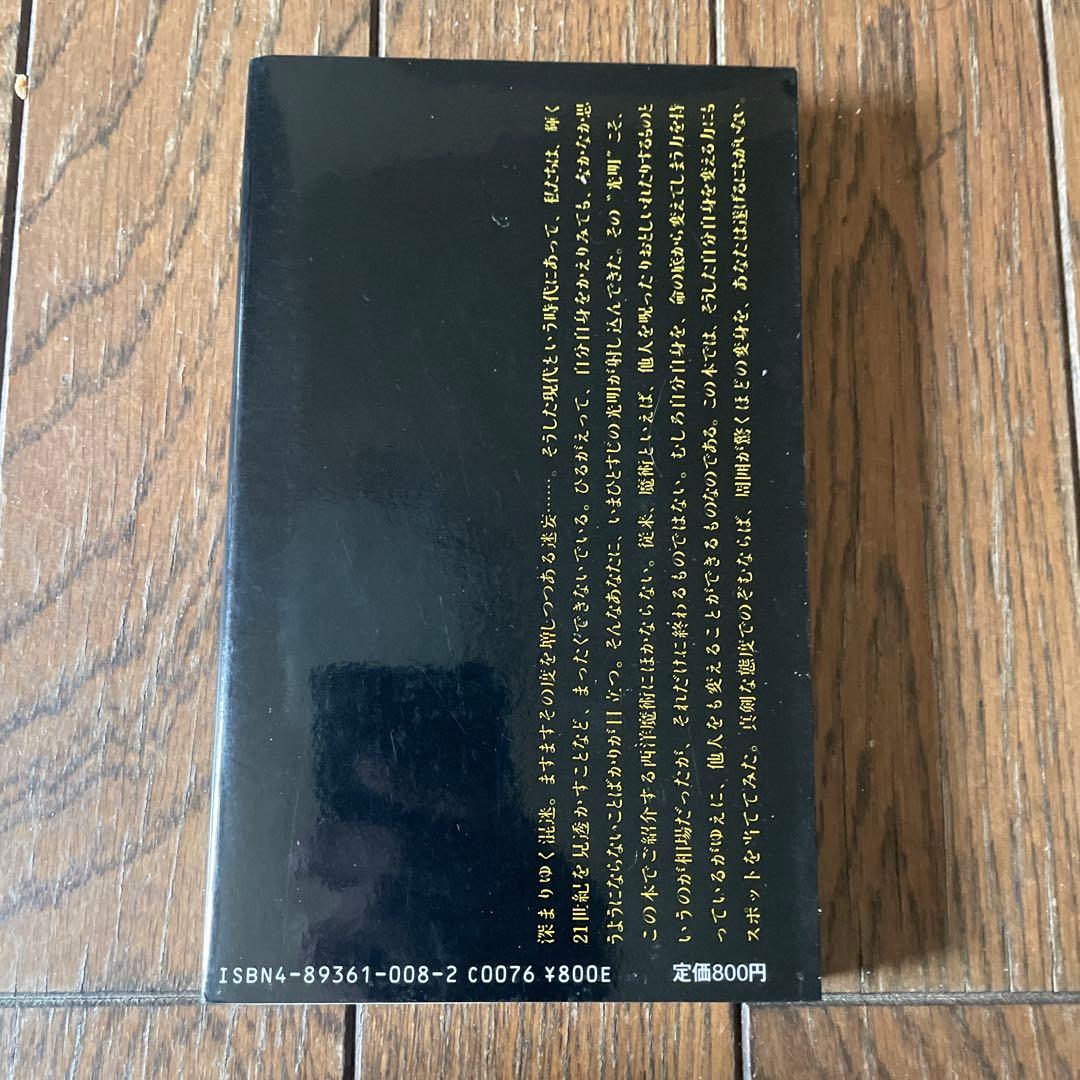 深まりゆく混迷。ますますその度を増しつつある迷妄……。そうした現代という時代にあって、私たちは、輝く
21世紀を見透かすことなど、まったくできないでいる。ひるがえって、自分自身をかえりみても、なかなか思
うようにならないことばかりが目立つ。そんなあなたに、いまひとすじの光明が射し込んできた。その"光明"こそ、
この本でご紹介する西洋魔術にほかならない。従来、魔術といえば、他人を呪ったりおとしいれたりするものと
いうのが相場だったが、それだけに終わるものではない。むしろ自分自身を、命の底から変えてしまう力を持
っているがゆえに、他人をも変えることができるものなのである。この本では、そうした自分自身を変える力にも
スポットを当ててみた。真剣な態度でのぞむならば、周囲が驚くほどの変身を、あなたは遂げるにちがいない。
ISBN4-89361-008-2 C0076 ¥800E 定価800円